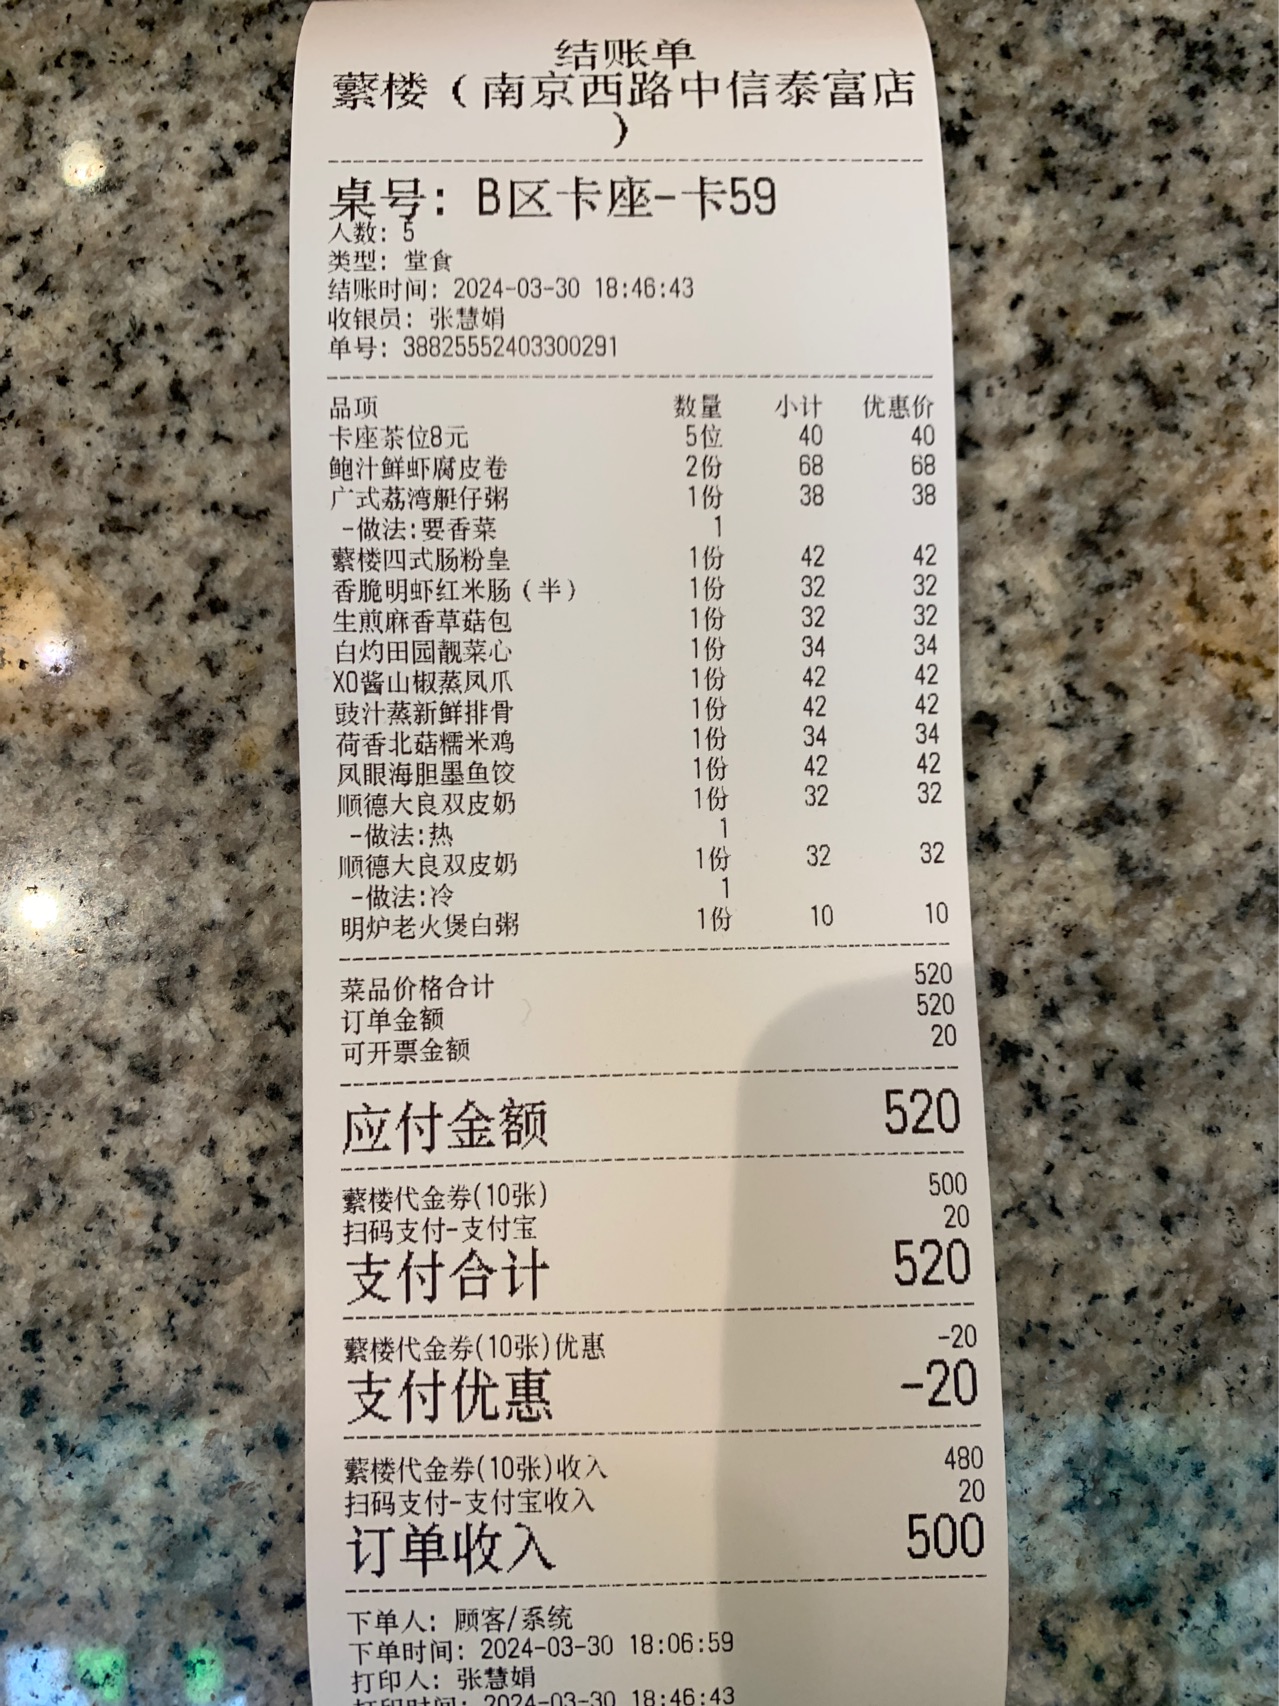 结账单
蘩楼（南京西路中信泰富店
）
桌号: B区卡座-卡59
人数: 5
类型: 堂食
结账时间: 2024-03-30 18:46:43
收银员: 张慧娟
单号: 38825552403300291
品项 数量 小计 优惠价
卡座茶位8元 5位 40 40
鲍汁鲜虾腐皮卷 2份 68 68
广式荔湾艇仔粥 1份 38 38
-做法:要香菜 1
蘩楼四式肠粉皇 1份 42 42
香脆明虾红米肠（半） 1份 32 32
生煎麻香草菇包 1份 32 32
白灼田园靓菜心 1份 34 34
XO酱山椒蒸凤爪 1份 42 42
豉汁蒸新鲜排骨 1份 42 42
荷香北菇糯米鸡 1份 34 34
凤眼海胆墨鱼饺 1份 42 42
顺德大良双皮奶 1份 32 32
-做法:热 1
顺德大良双皮奶 1份 32 32
-做法:冷 1
明炉老火煲白粥 1份 10 10
菜品价格合计 520
订单金额 520
可开票金额 20
应付金额 520
蘩楼代金券(10张) 500
扫码支付-支付宝 20
支付合计 520
蘩楼代金券(10张)优惠 -20
支付优惠 -20
蘩楼代金券(10张)收入 480
扫码支付-支付宝收入 20
订单收入 500
下单人: 顾客/系统
下单时间: 2024-03-30 18:06:59
打印人: 张慧娟
打印时间: 2024-03-30 18:46:43